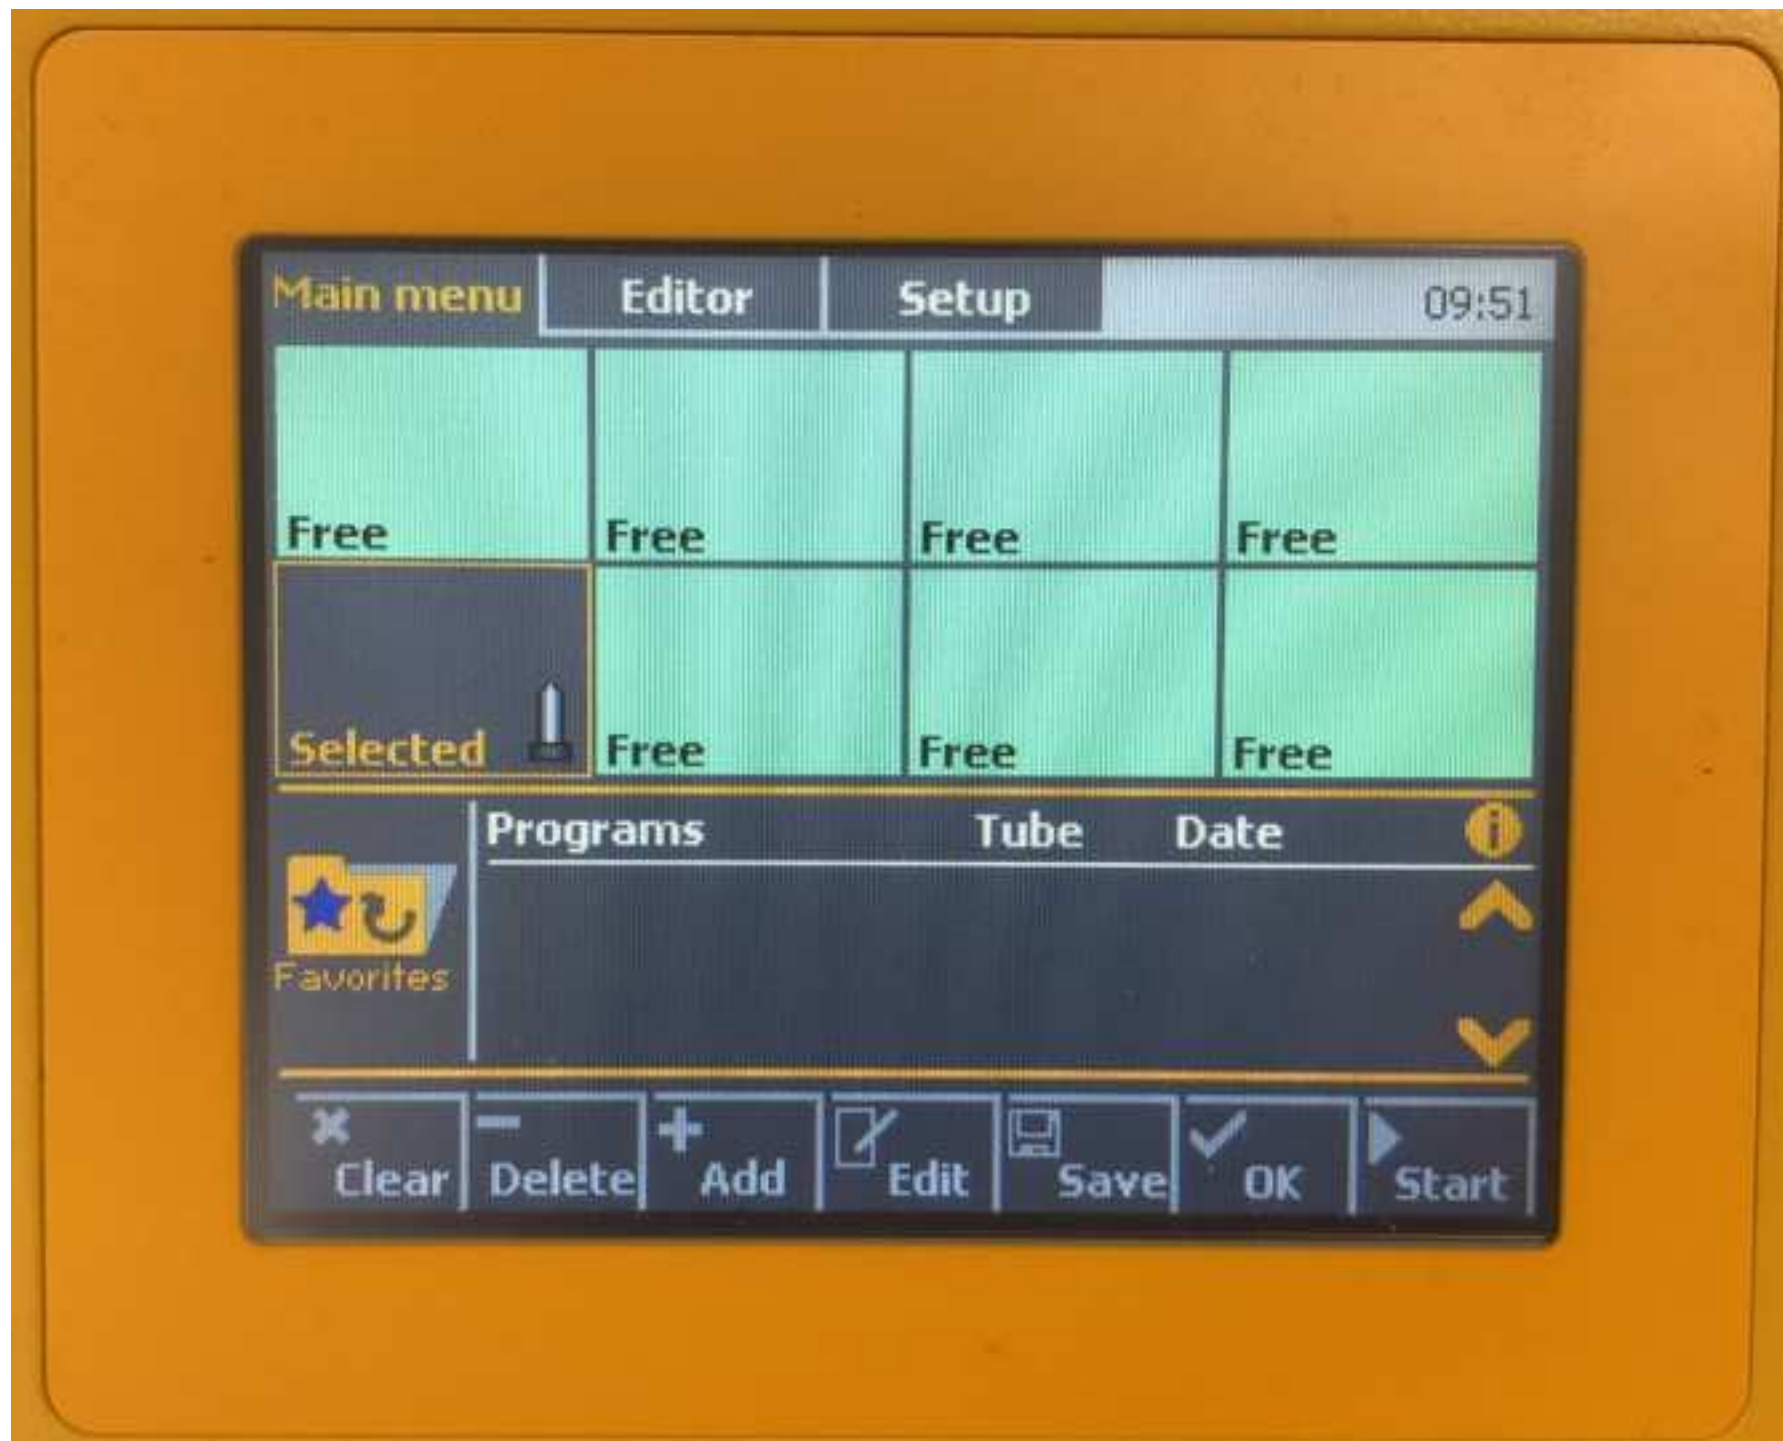 Main menu Editor Setup 09:51
Free Free Free Free
Selected Free Free Free
Programs Tube Date
Favorites
Clear Delete Add Edit Save OK Start